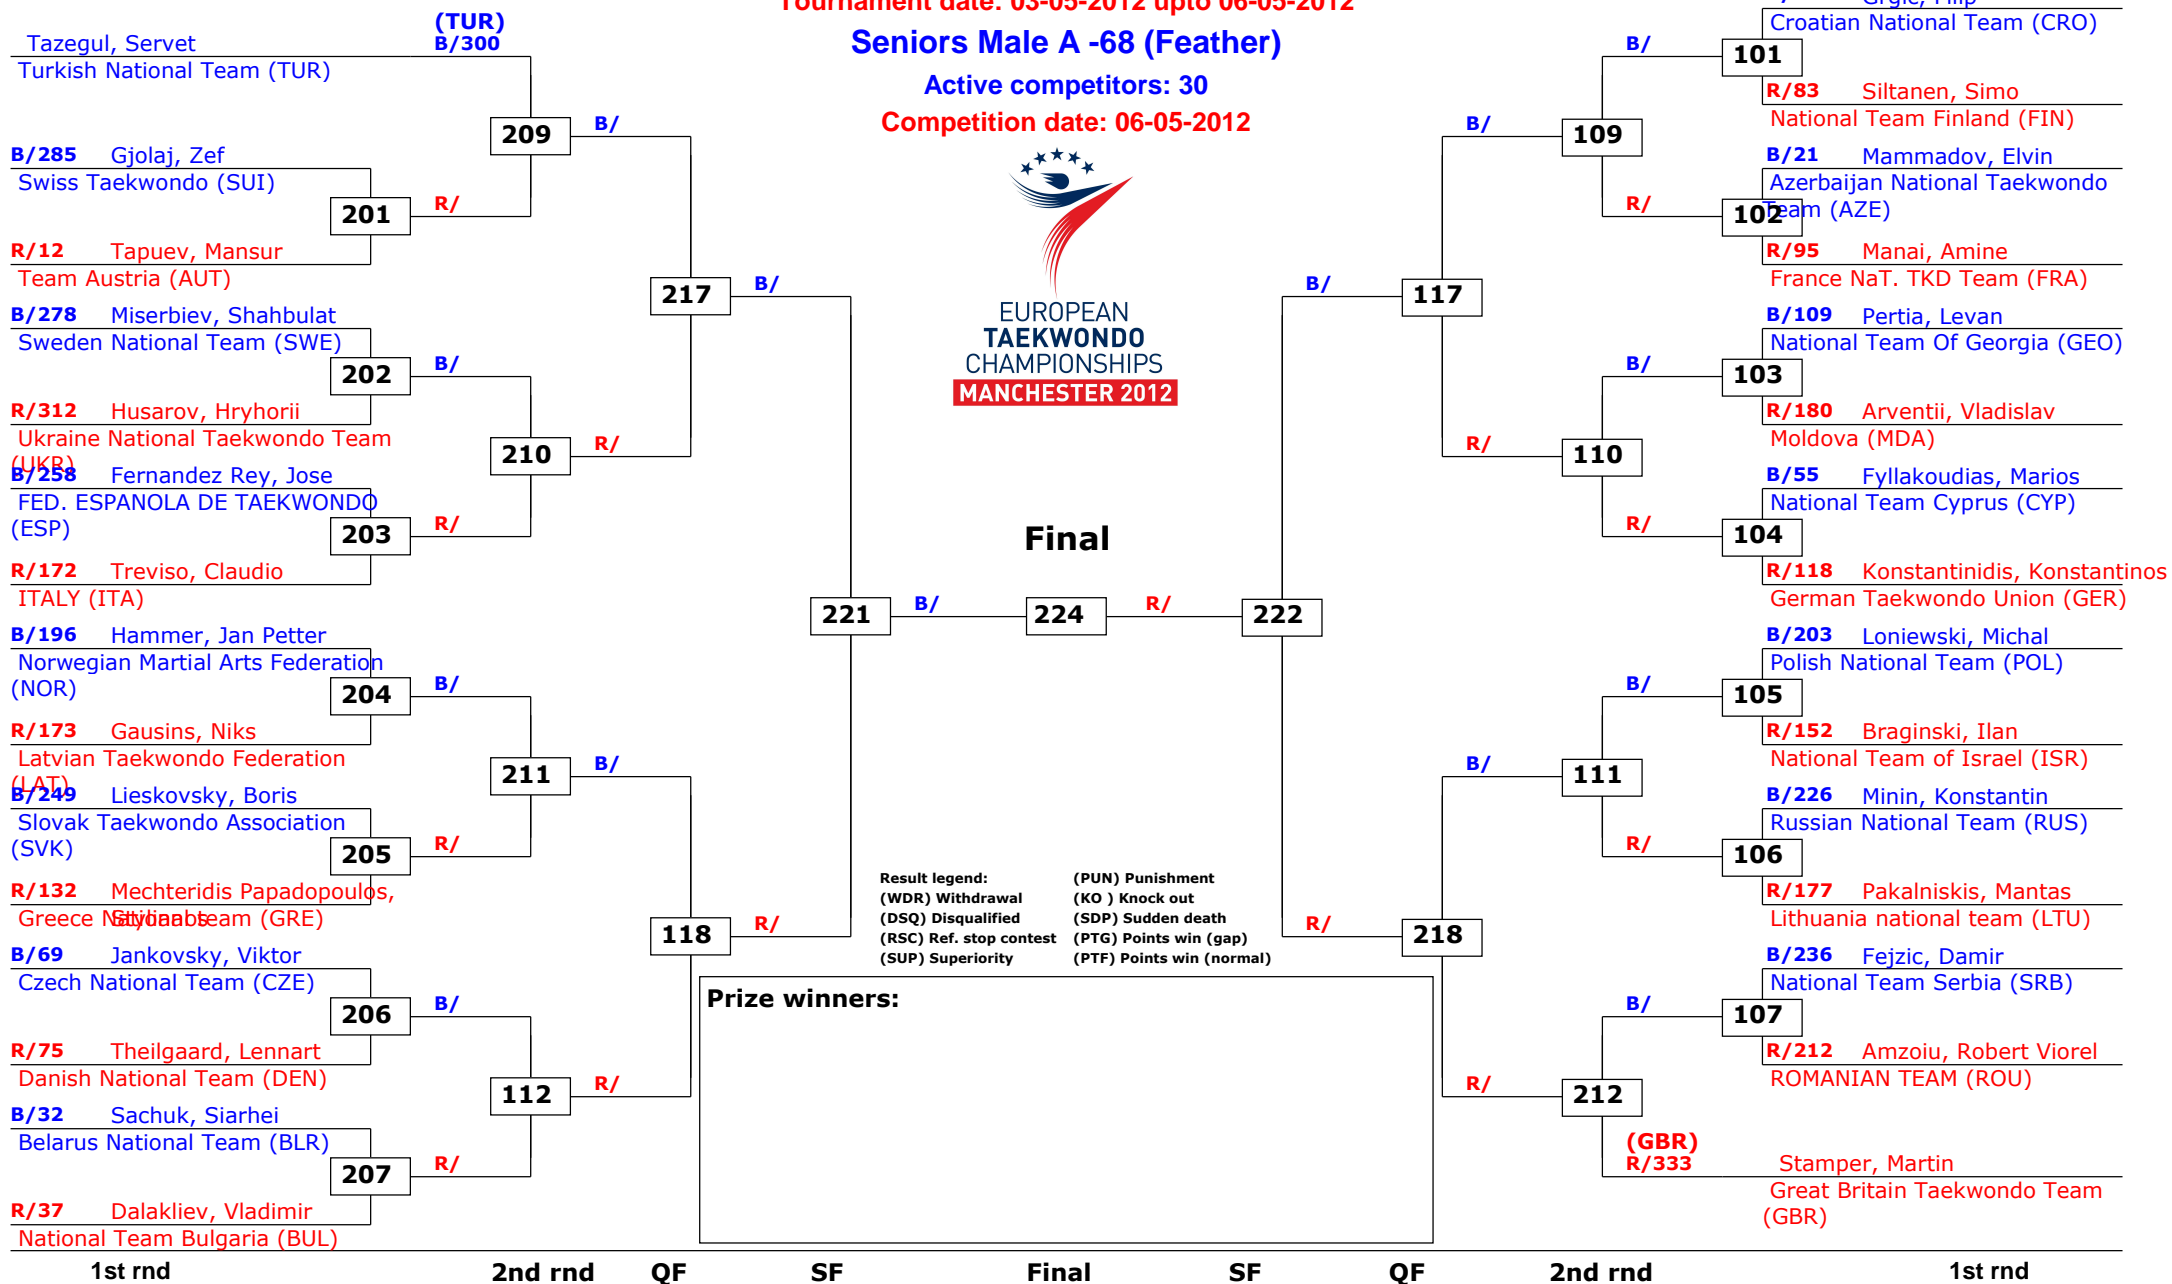 Tournament date: 03-05-2012 upto 06-05-2012
Seniors Male A -68 (Feather)
Active competitors: 30
Competition date: 06-05-2012
EUROPEAN
TAEKWONDO
CHAMPIONSHIPS
MANCHESTER 2012
(TUR)
Tazegul, Servet B/300
Turkish National Team (TUR)
209
B/
B/285 Gjolaj, Zef
Swiss Taekwondo (SUI)
201
R/
R/12 Tapuev, Mansur
Team Austria (AUT)
217
B/
B/278 Miserbiev, Shahbulat
Sweden National Team (SWE)
202
B/
R/312 Husarov, Hryhorii
Ukraine National Taekwondo Team
(UKR)
210
R/
B/258 Fernandez Rey, Jose
FED. ESPANOLA DE TAEKWONDO
(ESP)
203
R/
R/172 Treviso, Claudio
ITALY (ITA)
221
B/
B/196 Hammer, Jan Petter
Norwegian Martial Arts Federation
(NOR)
204
B/
R/173 Gausins, Niks
Latvian Taekwondo Federation
(LAT)
211
B/
B/249 Lieskovsky, Boris
Slovak Taekwondo Association
(SVK)
205
R/
R/132 Mechteridis Papadopoulos,
Stylianos
Greece National team (GRE)
118
R/
B/69 Jankovsky, Viktor
Czech National Team (CZE)
206
B/
R/75 Theilgaard, Lennart
Danish National Team (DEN)
112
R/
B/32 Sachuk, Siarhei
Belarus National Team (BLR)
207
R/
R/37 Dalakliev, Vladimir
National Team Bulgaria (BUL)
Final
224
R/
222
Result legend: (PUN) Punishment
(WDR) Withdrawal (KO ) Knock out
(DSQ) Disqualified (SDP) Sudden death
(RSC) Ref. stop contest (PTG) Points win (gap)
(SUP) Superiority (PTF) Points win (normal)
Prize winners:
Grgic, Filip
Croatian National Team (CRO)
B/
101
R/83 Siltanen, Simo
National Team Finland (FIN)
B/
109
B/21 Mammadov, Elvin
Azerbaijan National Taekwondo
Team (AZE)
R/
102
R/95 Manai, Amine
France NaT. TKD Team (FRA)
B/
117
B/109 Pertia, Levan
National Team Of Georgia (GEO)
B/
103
R/180 Arventii, Vladislav
Moldova (MDA)
R/
110
B/55 Fyllakoudias, Marios
National Team Cyprus (CYP)
R/
104
R/118 Konstantinidis, Konstantinos
German Taekwondo Union (GER)
B/203 Loniewski, Michal
Polish National Team (POL)
B/
105
R/152 Braginski, Ilan
National Team of Israel (ISR)
B/
111
B/226 Minin, Konstantin
Russian National Team (RUS)
R/
106
R/177 Pakalniskis, Mantas
Lithuania national team (LTU)
R/
218
B/236 Fejzic, Damir
National Team Serbia (SRB)
B/
107
R/212 Amzoiu, Robert Viorel
ROMANIAN TEAM (ROU)
R/
212
(GBR)
R/333 Stamper, Martin
Great Britain Taekwondo Team
(GBR)
1st rnd 2nd rnd QF SF Final SF QF 2nd rnd 1st rnd